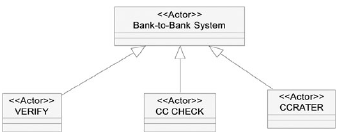 <<Actor>>
Bank-to-Bank System
<<Actor>>
VERIFY
<<Actor>>
CC CHECK
<<Actor>>
CCRATER